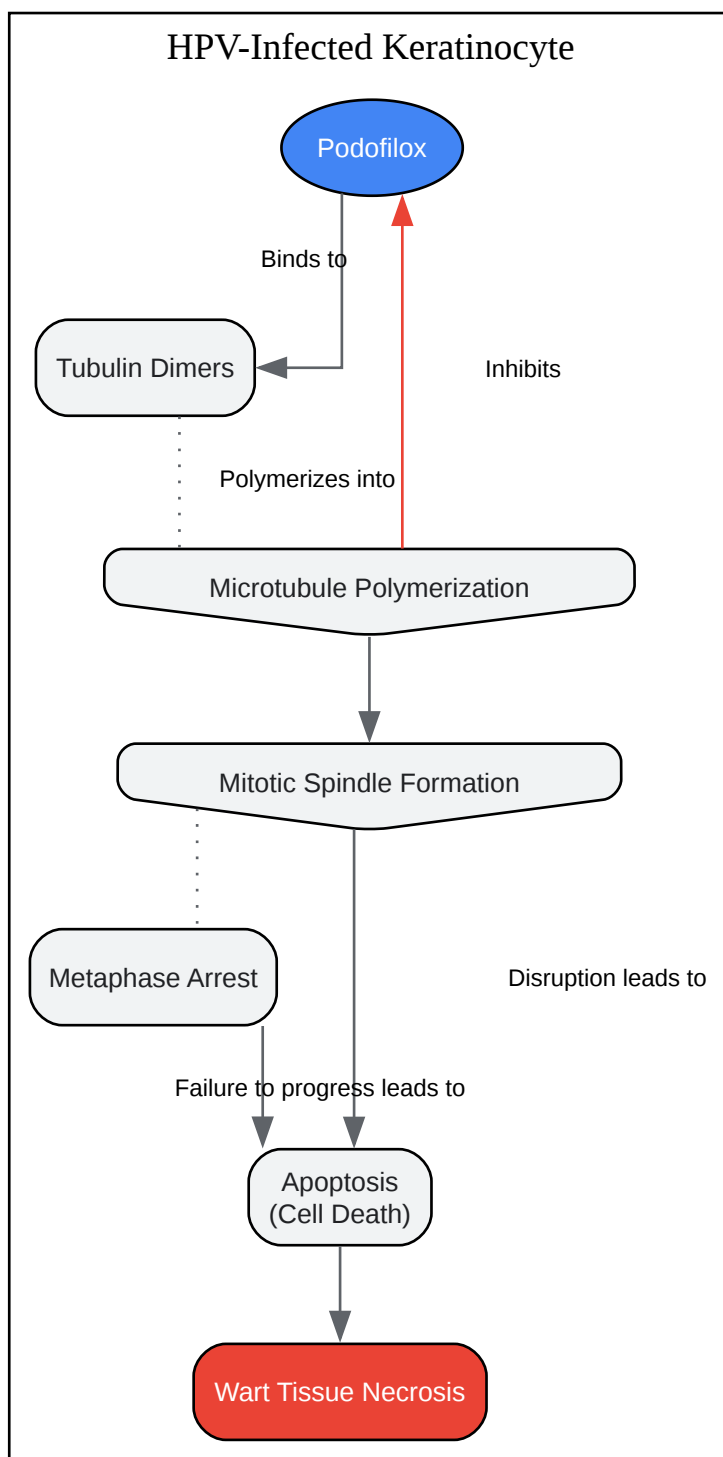 HPV-Infected Keratinocyte
Podofilox
Binds to
Tubulin Dimers
Inhibits
Polymerizes into
Microtubule Polymerization
Mitotic Spindle Formation
Metaphase Arrest
Disruption leads to
Failure to progress leads to
Apoptosis
(Cell Death)
Wart Tissue Necrosis